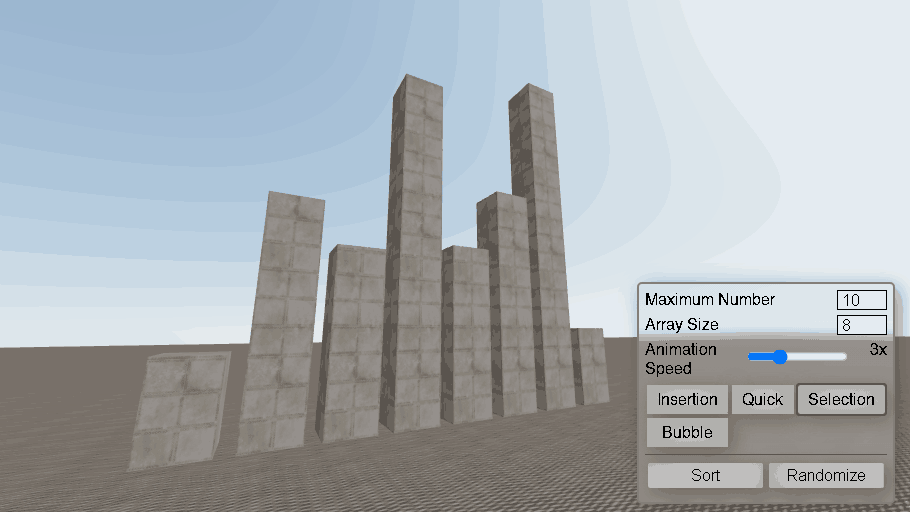 Maximum Number 10
Array Size 8
Animation Speed 3x
Insertion Quick Selection
Bubble
Sort Randomize